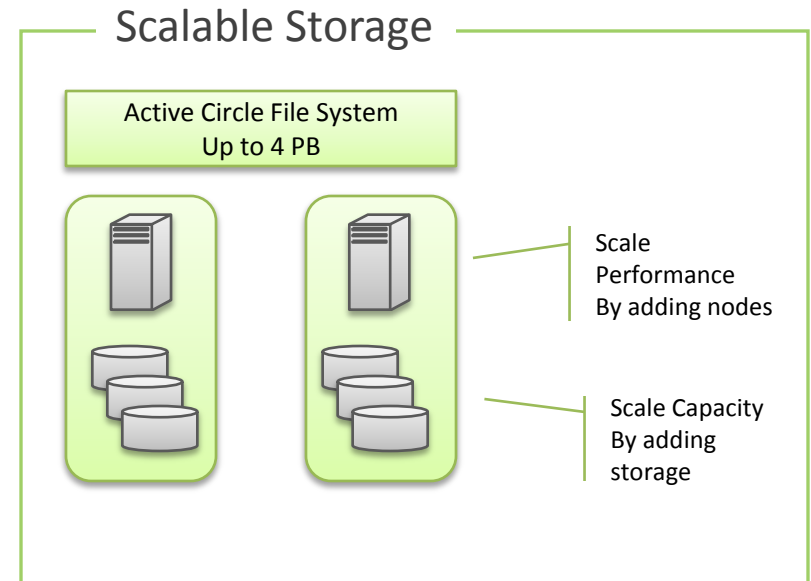 Scalable Storage
Active Circle File System
Up to 4 PB
Scale
Performance
By adding nodes
Scale Capacity
By adding
storage